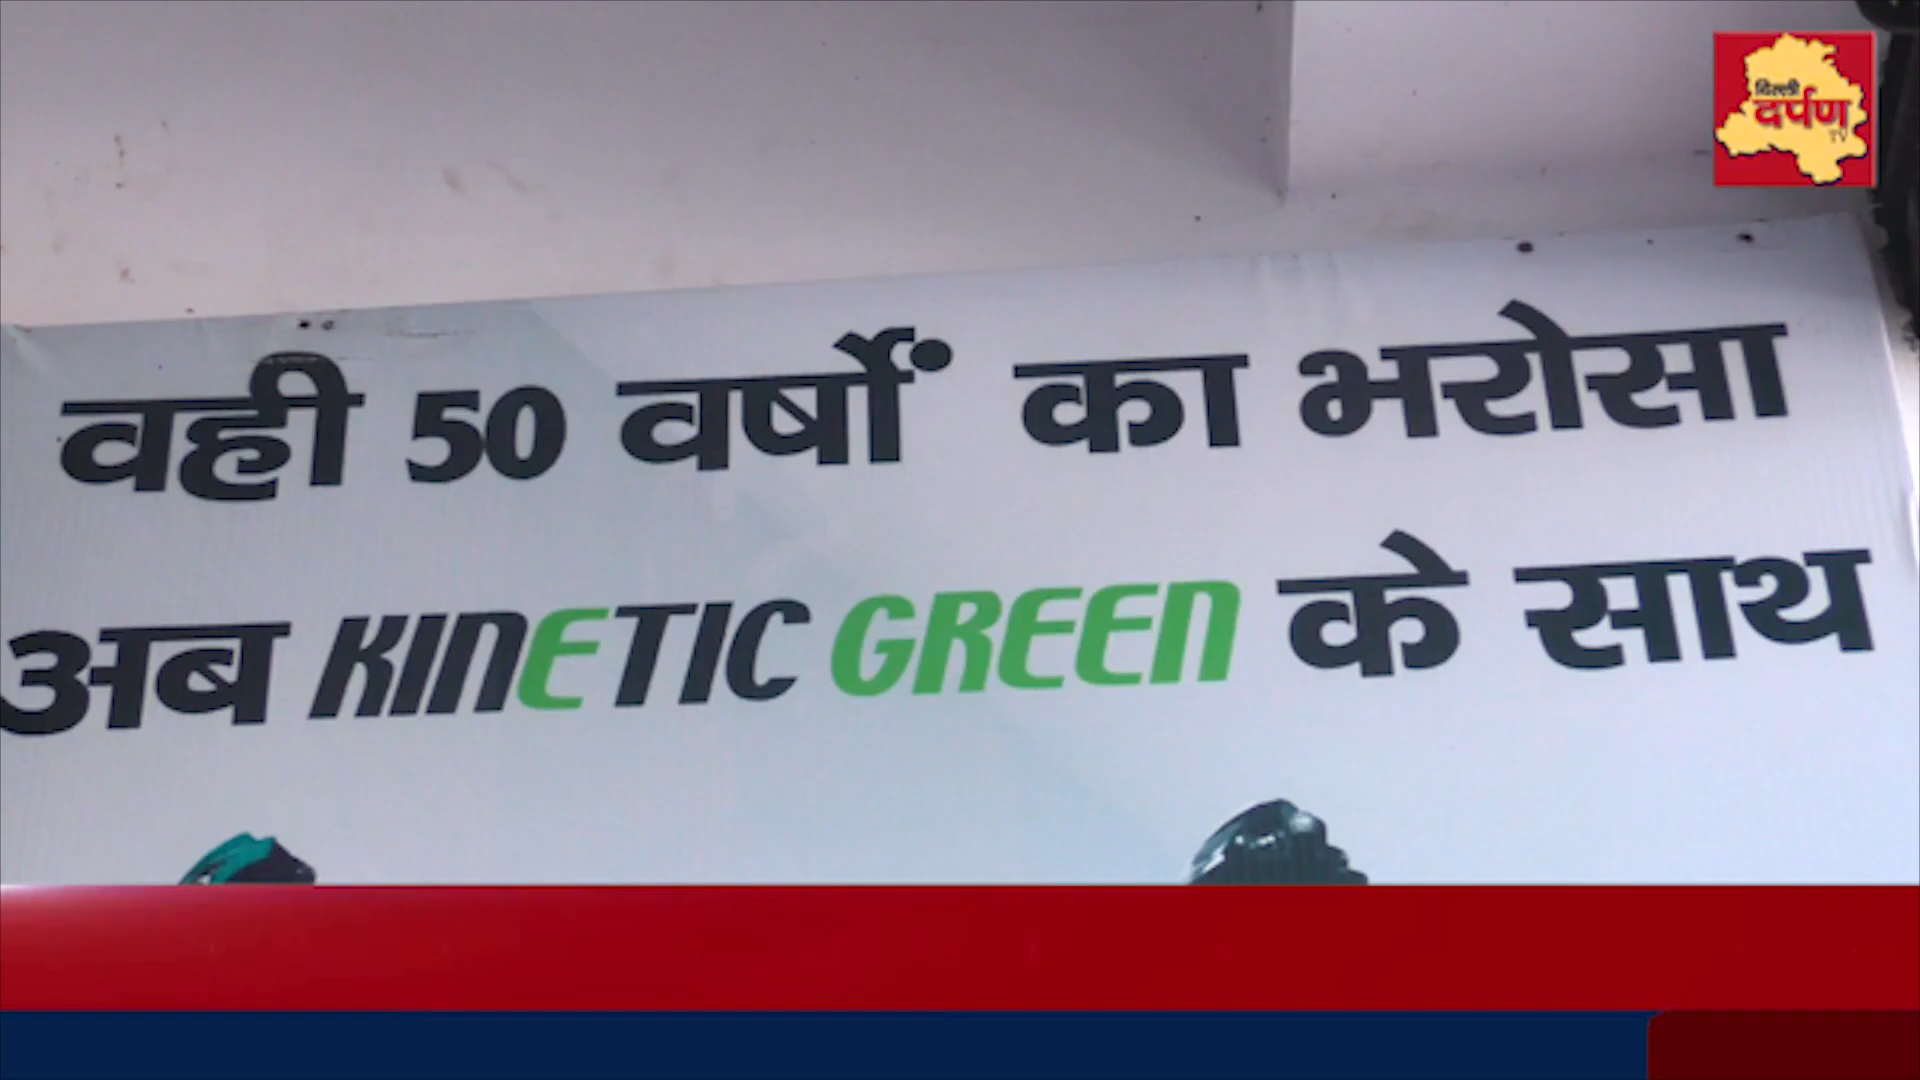 दिल्ली
दर्पण
TV
वही 50 वर्षों का भरोसा
अब KINETIC GREEN के साथ